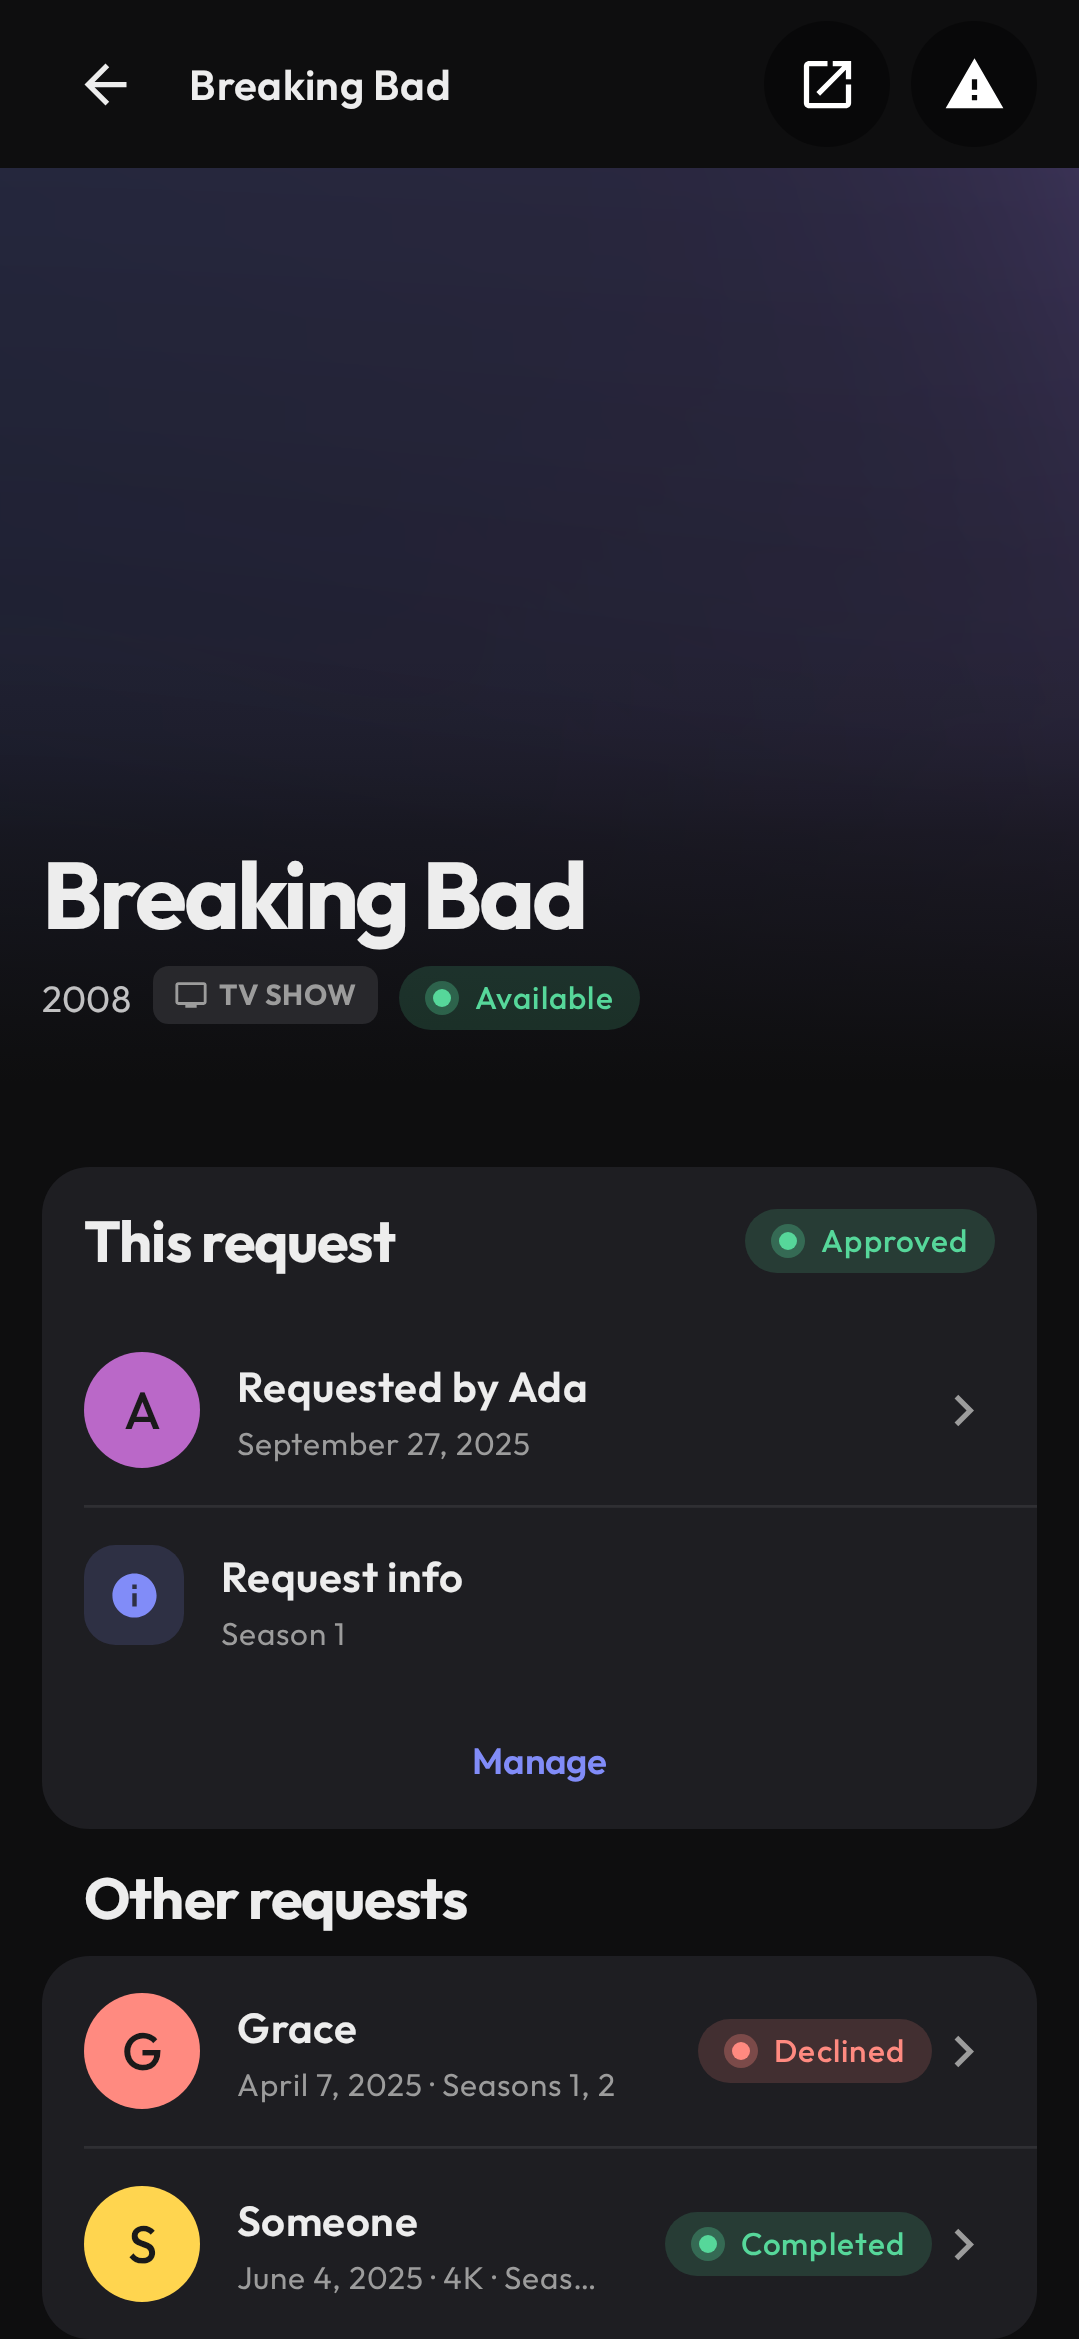 Breaking Bad
Breaking Bad
2008 TV SHOW Available
This request Approved
A Requested by Ada
September 27, 2025
Request info
Season 1
Manage
Other requests
G Grace Declined
April 7, 2025 · Seasons 1, 2
S Someone Completed
June 4, 2025 · 4K · Seas...